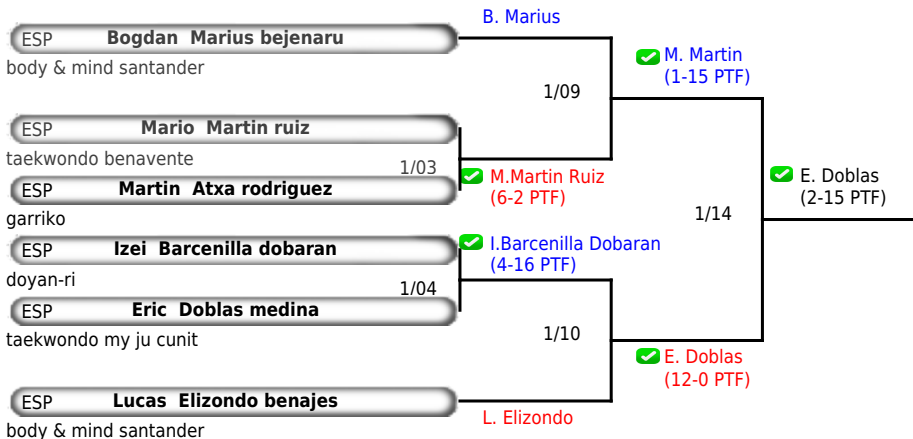 B. Marius
ESP Bogdan Marius bejenaru
body & mind santander
M. Martin
(1-15 PTF)
1/09
ESP Mario Martin ruiz
taekwondo benavente
1/03
M.Martin Ruiz
(6-2 PTF)
ESP Martin Atxa rodriguez
garriko
E. Doblas
(2-15 PTF)
1/14
ESP Izei Barcenilla dobaran
doyan-ri
I.Barcenilla Dobaran
(4-16 PTF)
1/04
ESP Eric Doblas medina
taekwondo my ju cunit
1/10
E. Doblas
(12-0 PTF)
ESP Lucas Elizondo benajes
body & mind santander
L. Elizondo